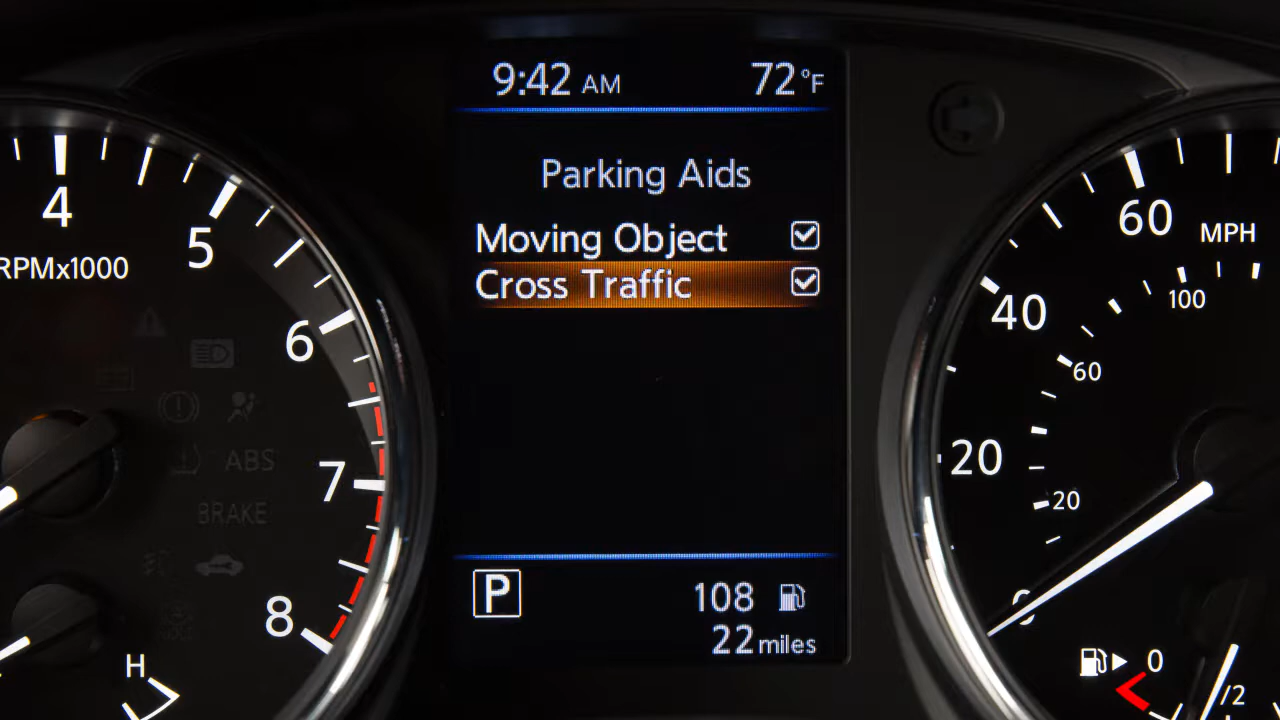 9:42 AM 72°F
Parking Aids
Moving Object
Cross Traffic
P
108
22 miles
4
5
6
7
8
RPMx1000
ABS
BRAKE
H
60
MPH
40
100
60
20
20
0
0
1/2